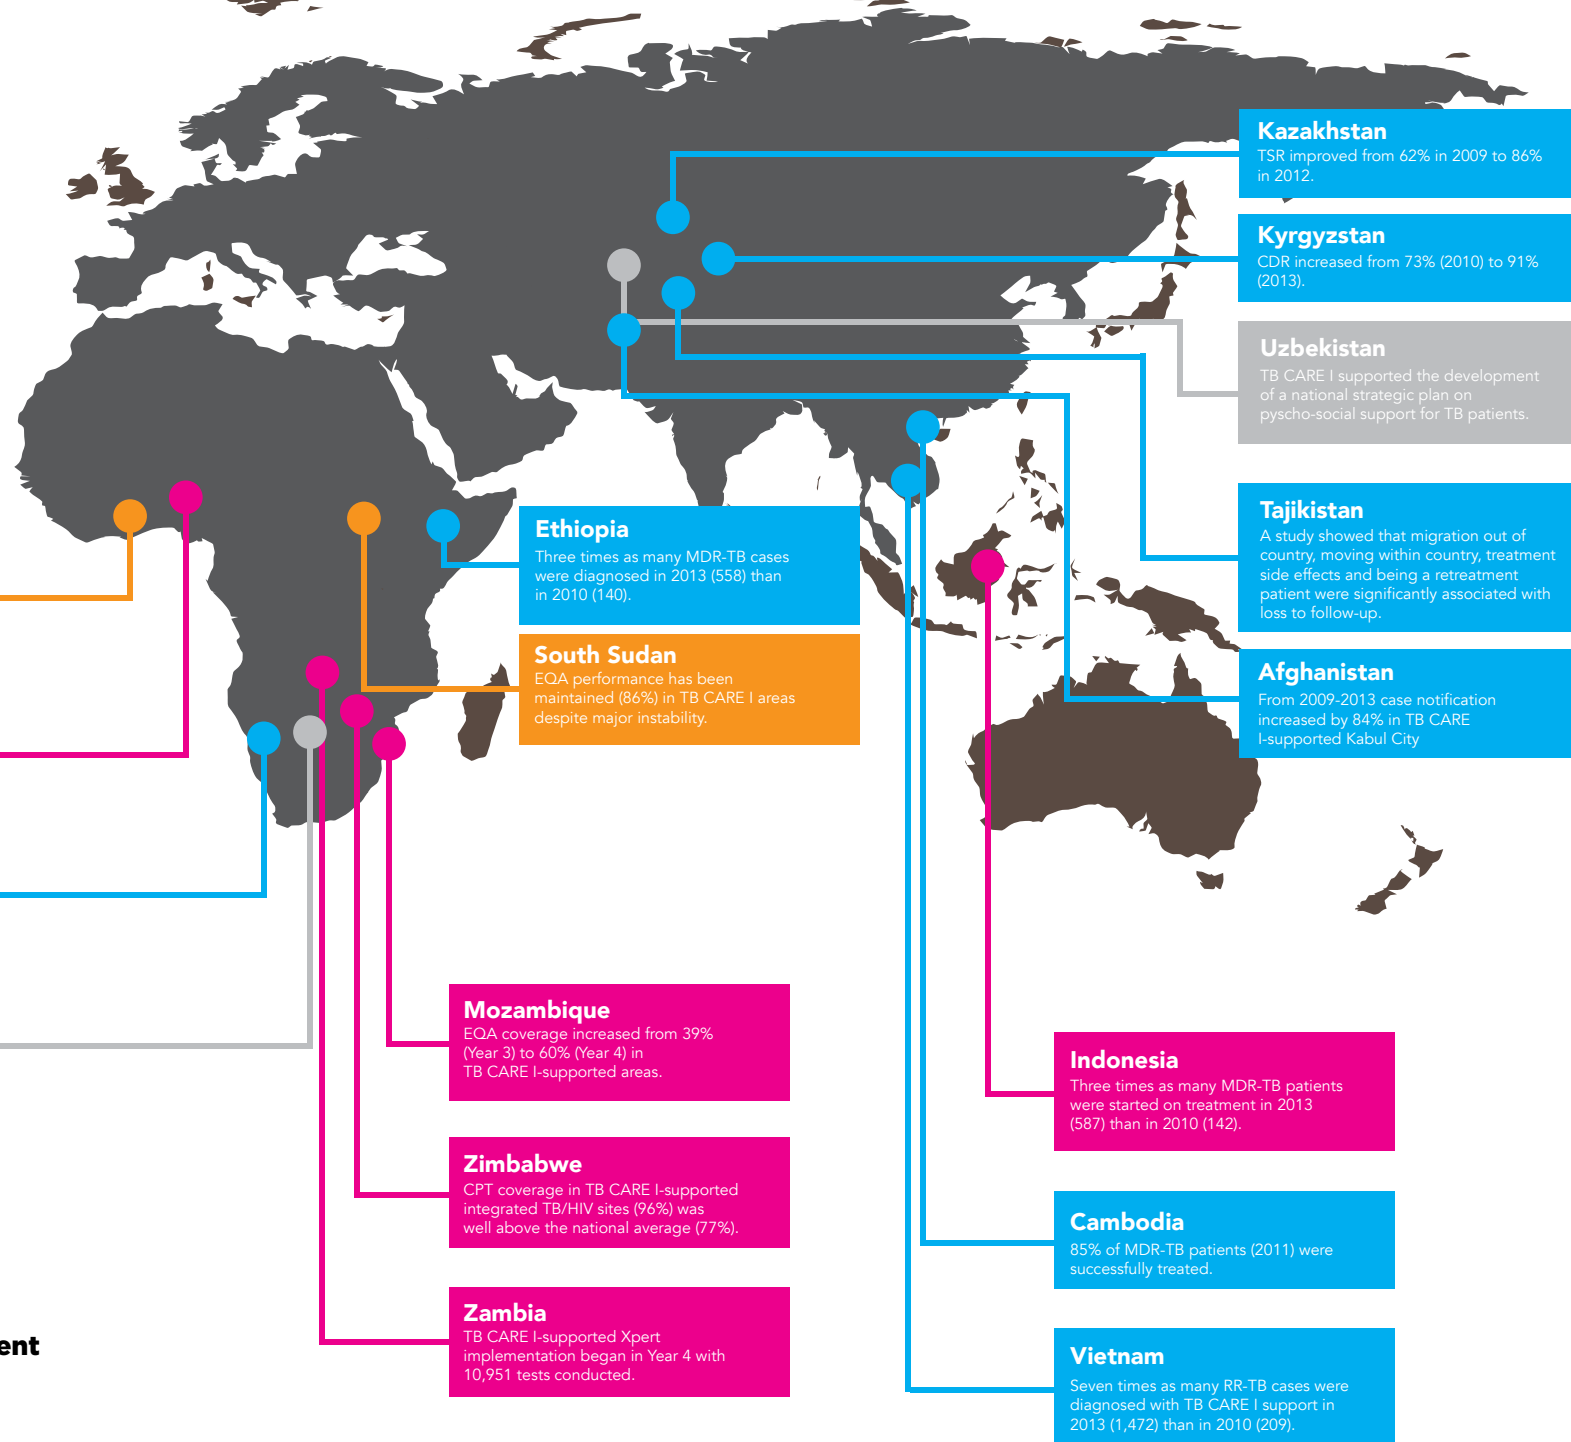 Kazakhstan
TSR improved from 62% in 2009 to 86%
in 2012.
Kyrgyzstan
CDR increased from 73% (2010) to 91%
(2013).
Uzbekistan
TB CARE I supported the development
of a national strategic plan on
pyscho-social support for TB patients.
Tajikistan
A study showed that migration out of
country, moving within country, treatment
side effects and being a retreatment
patient were significantly associated with
loss to follow-up.
Afghanistan
From 2009-2013 case notification
increased by 84% in TB CARE
I-supported Kabul City
Ethiopia
Three times as many MDR-TB cases
were diagnosed in 2013 (558) than
in 2010 (140).
South Sudan
EQA performance has been
maintained (86%) in TB CARE I areas
despite major instability.
Mozambique
EQA coverage increased from 39%
(Year 3) to 60% (Year 4) in
TB CARE I-supported areas.
Zimbabwe
CPT coverage in TB CARE I-supported
integrated TB/HIV sites (96%) was
well above the national average (77%).
Zambia
TB CARE I-supported Xpert
implementation began in Year 4 with
10,951 tests conducted.
Indonesia
Three times as many MDR-TB patients
were started on treatment in 2013
(587) than in 2010 (142).
Cambodia
85% of MDR-TB patients (2011) were
successfully treated.
Vietnam
Seven times as many RR-TB cases were
diagnosed with TB CARE I support in
2013 (1,472) than in 2010 (209).
ent